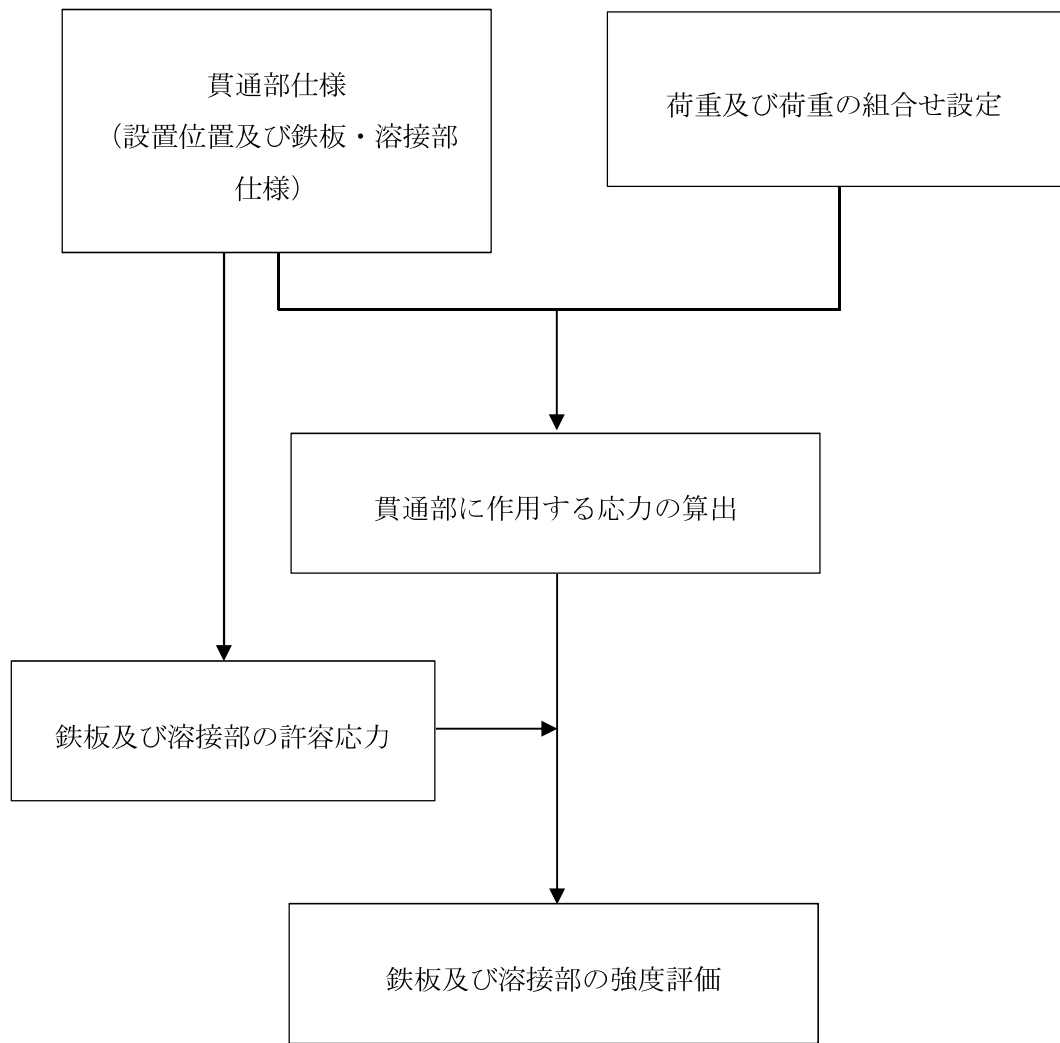 貫通部仕様
（設置位置及び鉄板・溶接部
仕様）
荷重及び荷重の組合せ設定
貫通部に作用する応力の算出
鉄板及び溶接部の許容応力
鉄板及び溶接部の強度評価